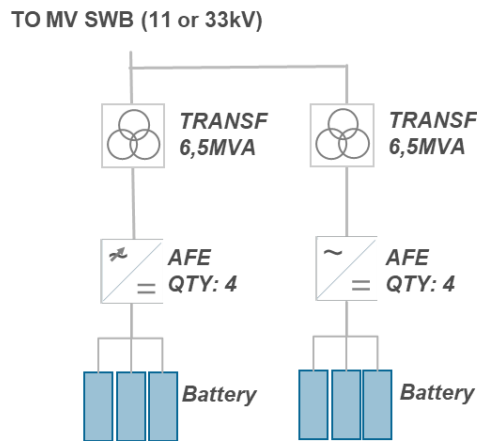 TO MV SWB (11 or 33kV)
TRANSF
6,5MVA
TRANSF
6,5MVA
AFE
QTY: 4
AFE
QTY: 4
Battery
Battery